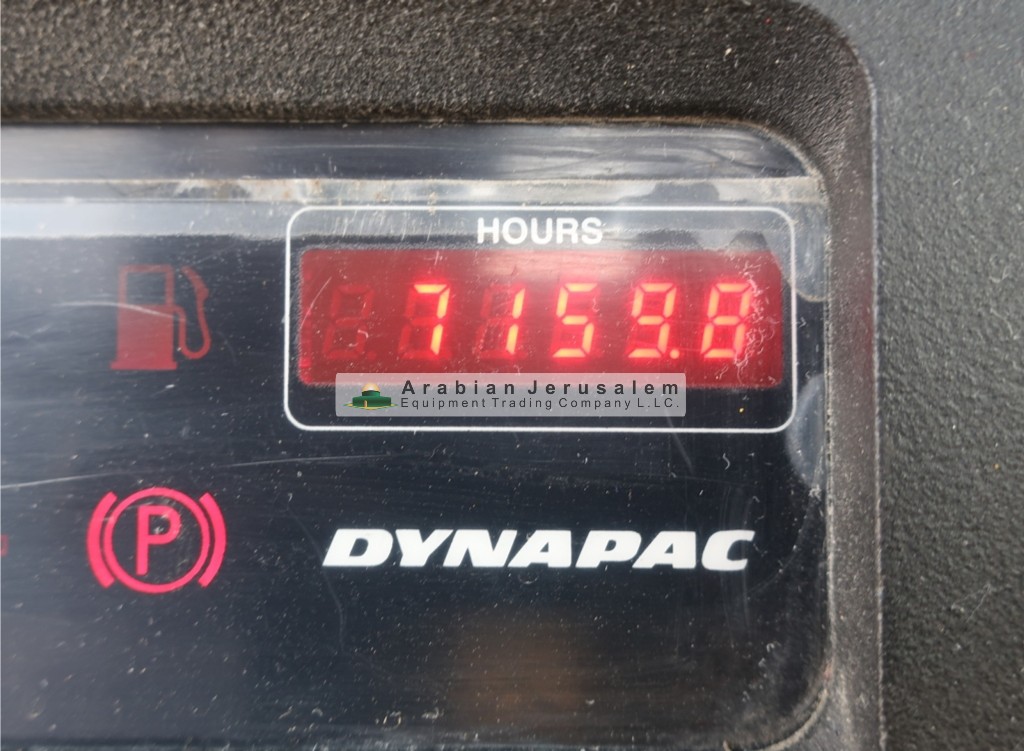 HOURS
7159.8
Arabian Jerusalem
Equipment Trading Company L.L.C.
P
DYNAPAC